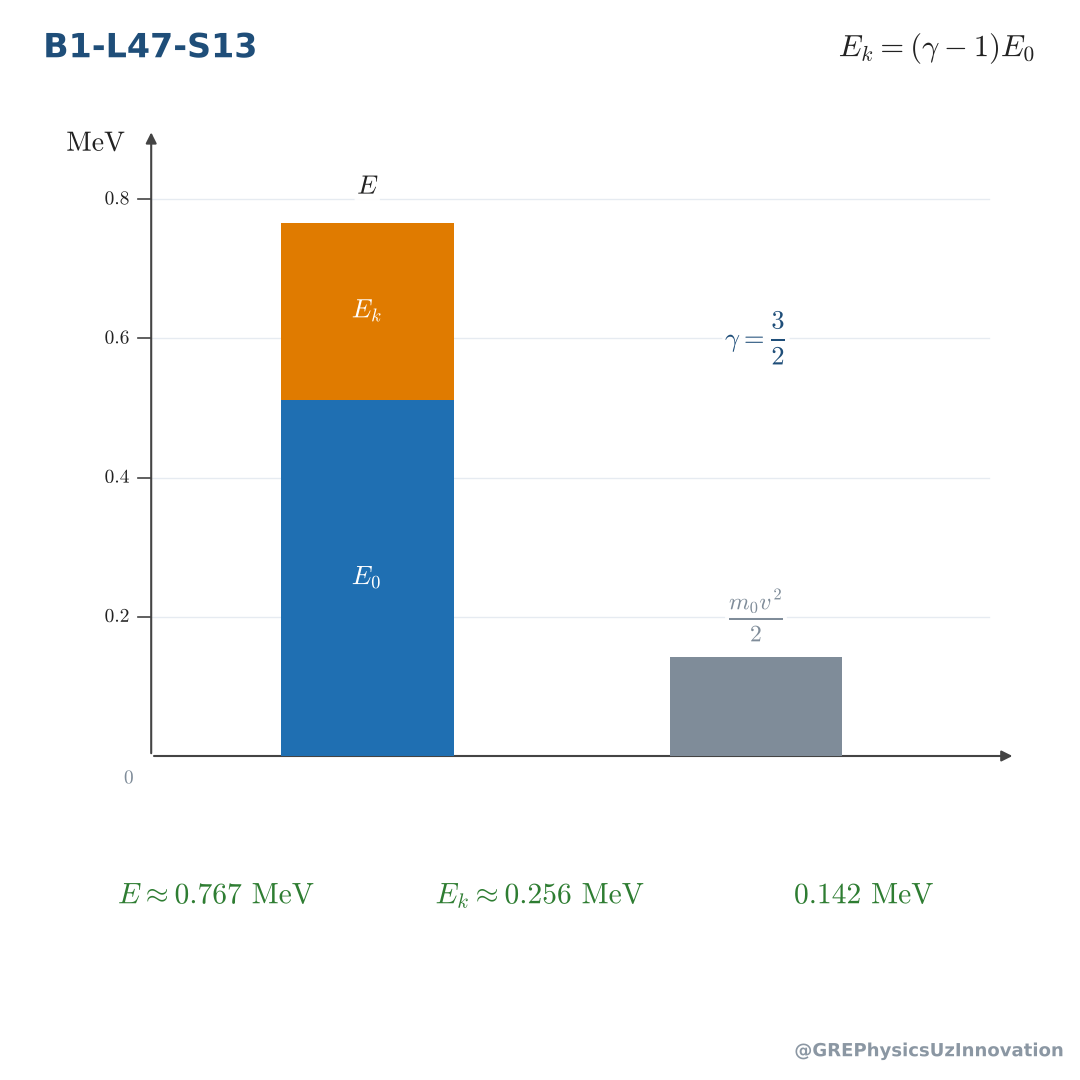 B1-L47-S13
E_k = (γ − 1)E_0
MeV
E
0.8
E_k
0.6
γ = 3/2
0.4
E_0
m_0v^2/2
0.2
0
E ≈ 0.767 MeV
E_k ≈ 0.256 MeV
0.142 MeV
@GREPhysicsUzInnovation